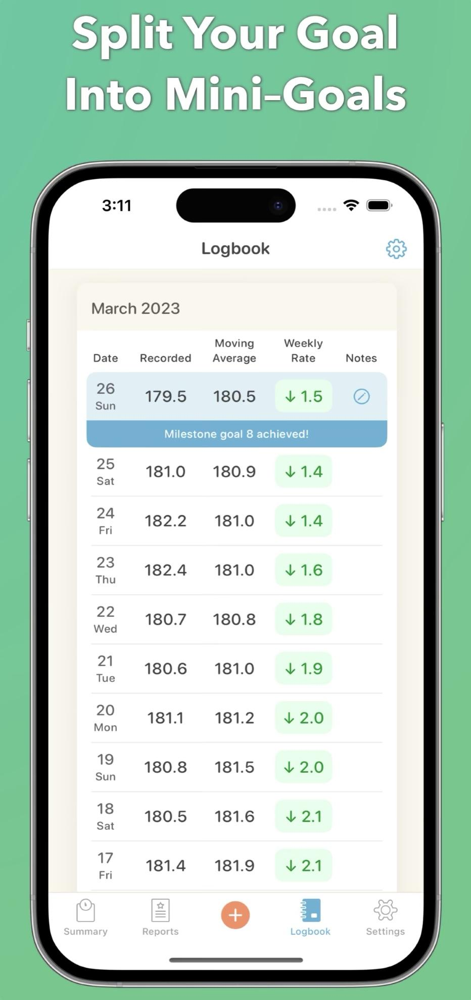 Split Your Goal
Into Mini-Goals
3:11
Logbook
March 2023
Date Recorded Moving Average Weekly Rate Notes
26 Sun 179.5 180.5 ↓ 1.5
Milestone goal 8 achieved!
25 Sat 181.0 180.9 ↓ 1.4
24 Fri 182.2 181.0 ↓ 1.4
23 Thu 182.4 181.0 ↓ 1.6
22 Wed 180.7 180.8 ↓ 1.8
21 Tue 180.6 181.0 ↓ 1.9
20 Mon 181.1 181.2 ↓ 2.0
19 Sun 180.8 181.5 ↓ 2.0
18 Sat 180.5 181.6 ↓ 2.1
17 Fri 181.4 181.9 ↓ 2.1
Summary Reports Logbook Settings